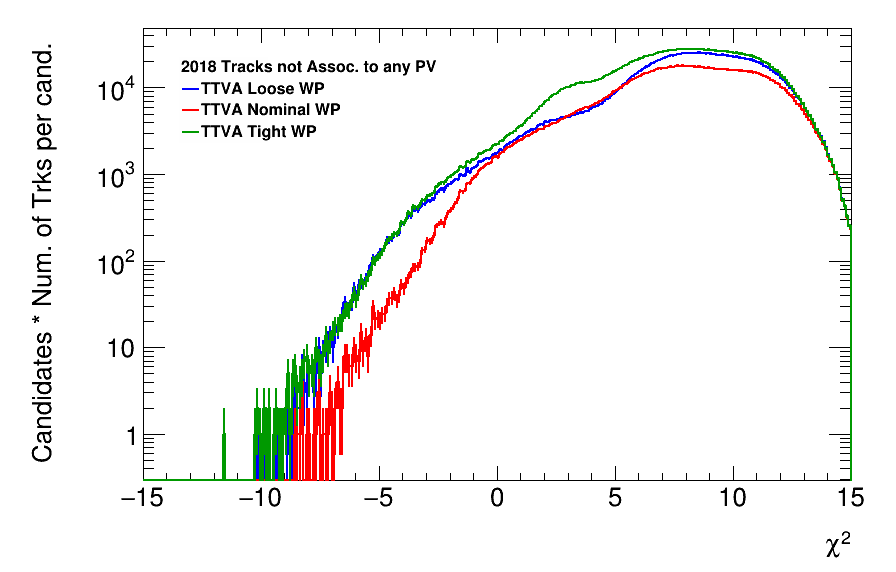 Candidates * Num. of Trks per cand.
2018 Tracks not Assoc. to any PV
TTVA Loose WP
TTVA Nominal WP
TTVA Tight WP
10⁴
10³
10²
10
1
−15 −10 −5 0 5 10 15
χ²